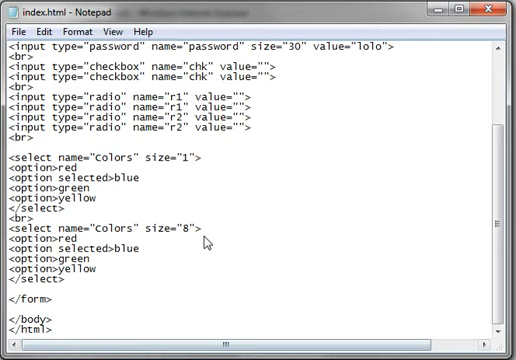 index.html - Notepad
File Edit Format View Help
<input type="password" name="password" size="30" value="lolo">
<br>
<input type="checkbox" name="chk" value="">
<input type="checkbox" name="chk" value="">
<br>
<input type="radio" name="r1" value="">
<input type="radio" name="r1" value="">
<input type="radio" name="r2" value="">
<input type="radio" name="r2" value="">
<br>
<select name="Colors" size="1">
<option>red
<option selected>blue
<option>green
<option>yellow
</select>
<br>
<select name="Colors" size="8">
<option>red
<option selected>blue
<option>green
<option>yellow
</select>
</form>
</body>
</html>